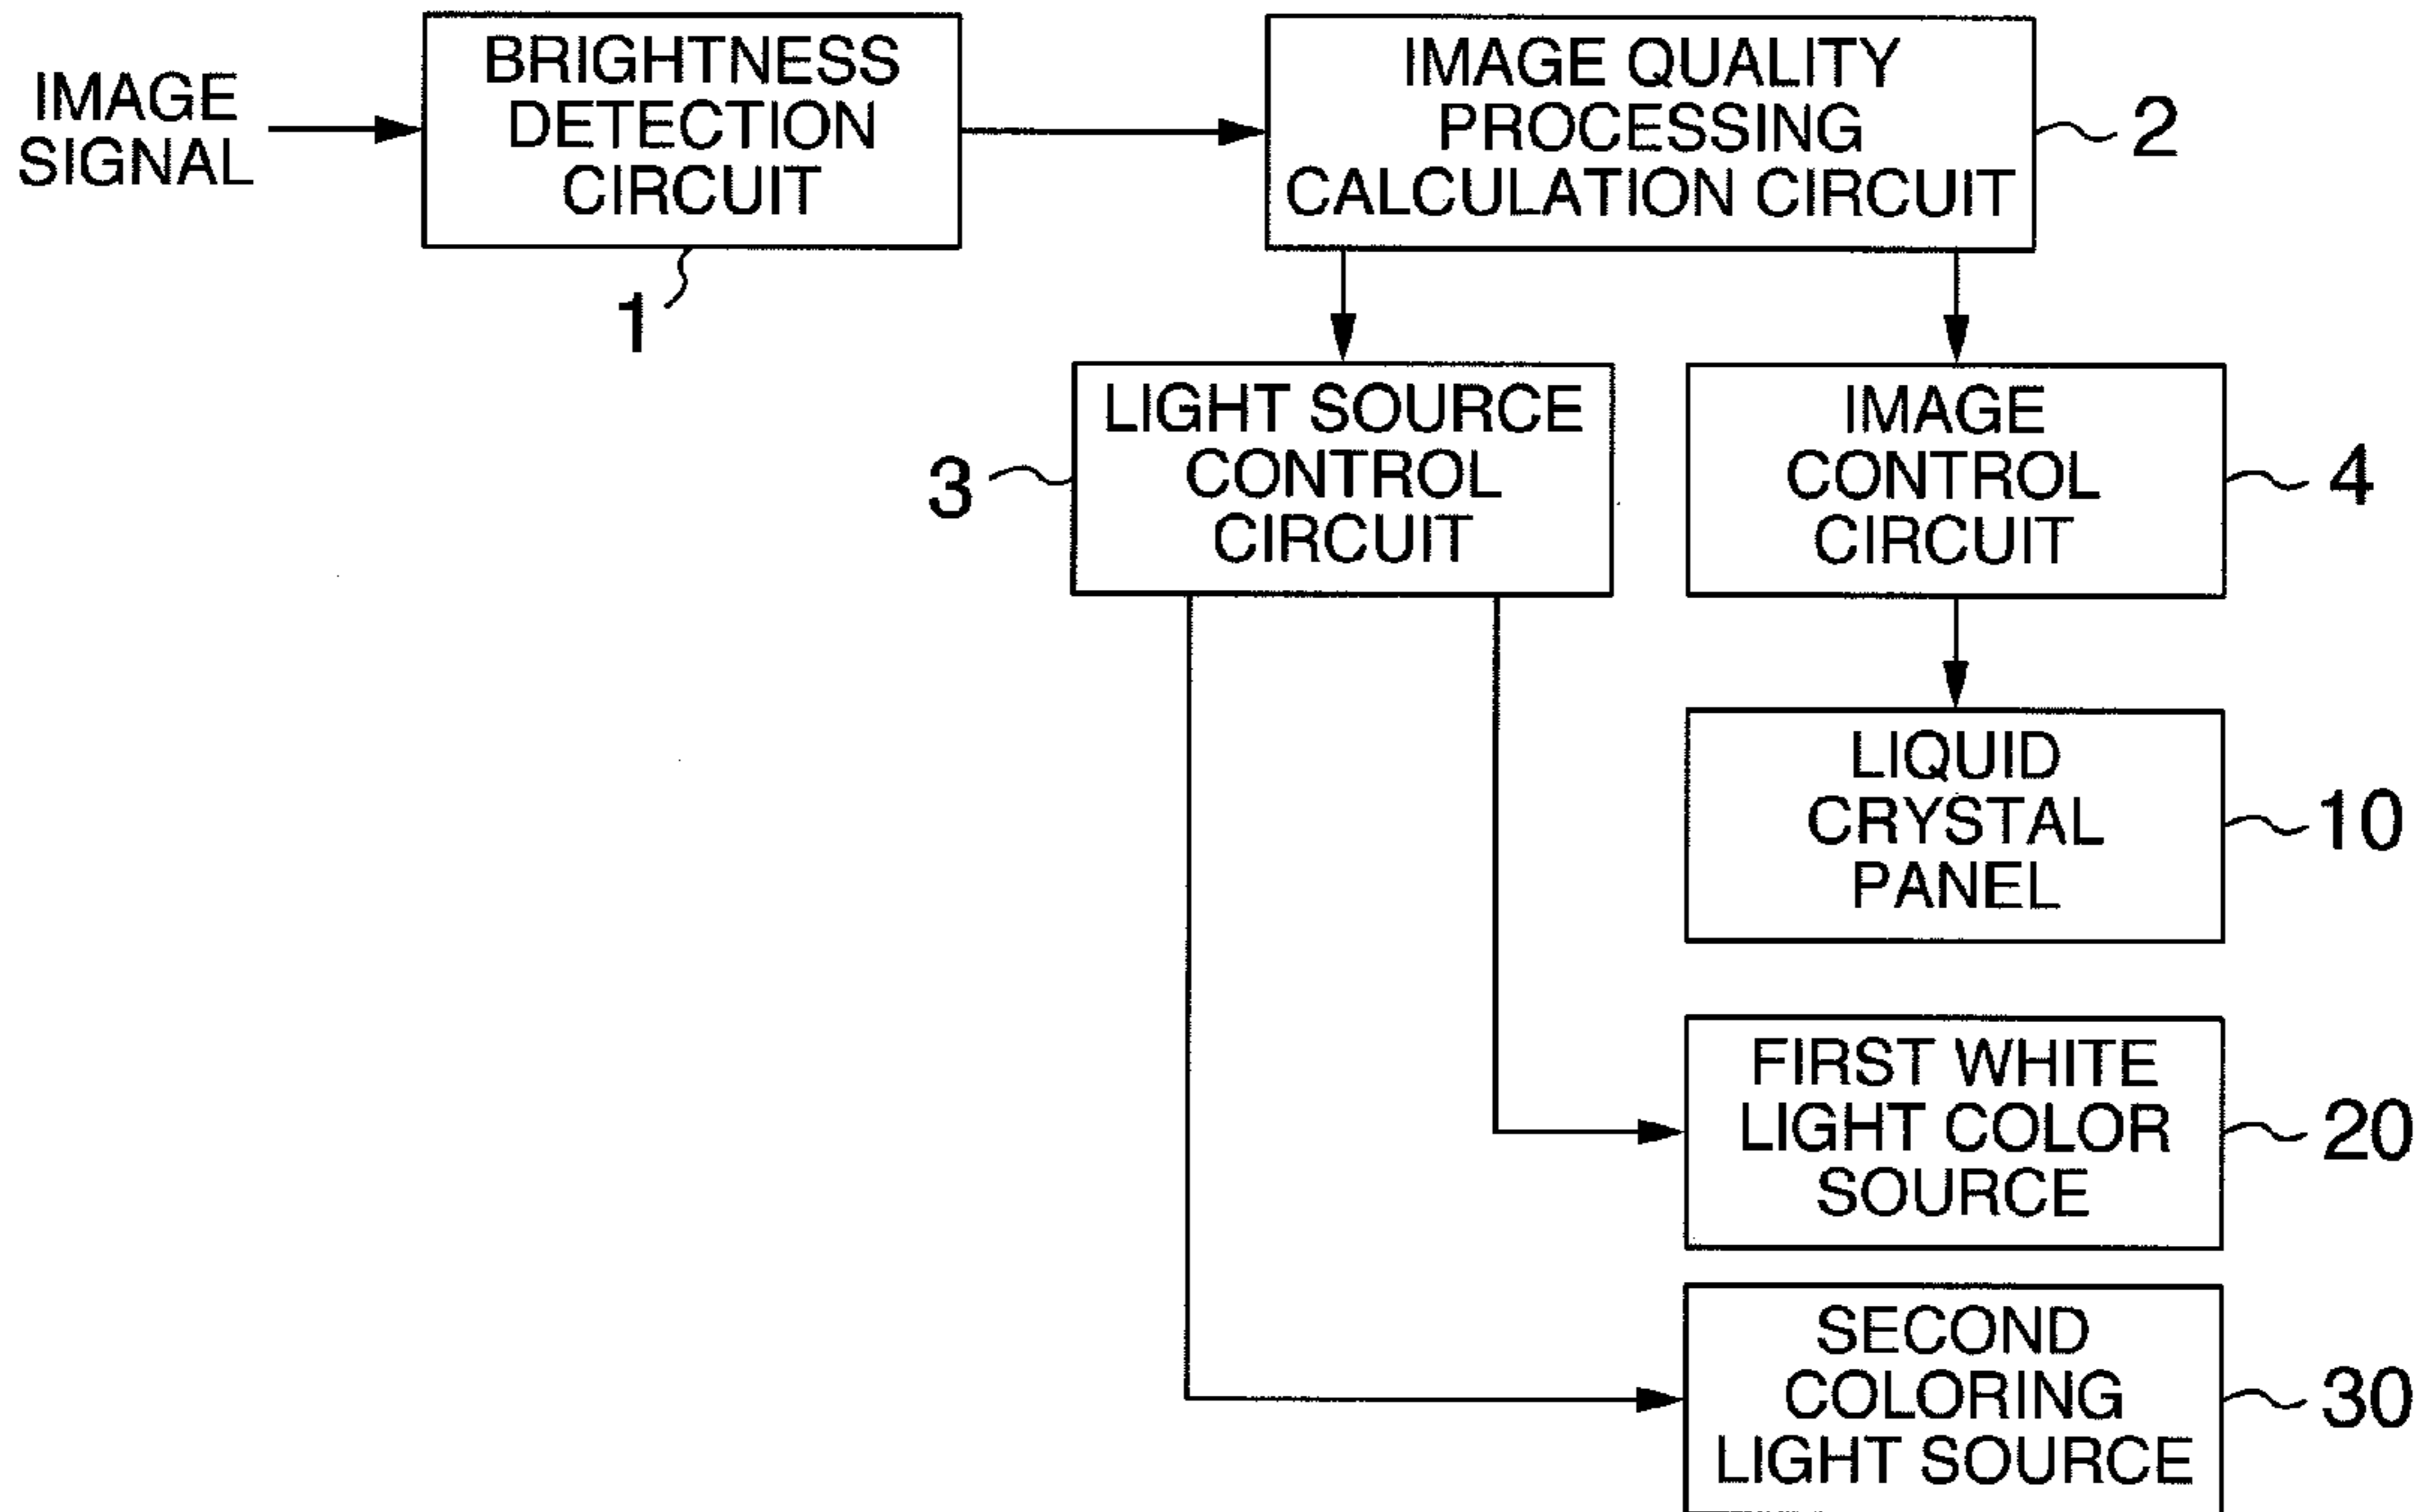 IMAGE
SIGNAL
BRIGHTNESS
DETECTION
CIRCUIT
1
IMAGE QUALITY
PROCESSING
CALCULATION CIRCUIT
2
LIGHT SOURCE
CONTROL
CIRCUIT
3
IMAGE
CONTROL
CIRCUIT
4
LIQUID
CRYSTAL
PANEL
10
FIRST WHITE
LIGHT COLOR
SOURCE
20
SECOND
COLORING
LIGHT SOURCE
30